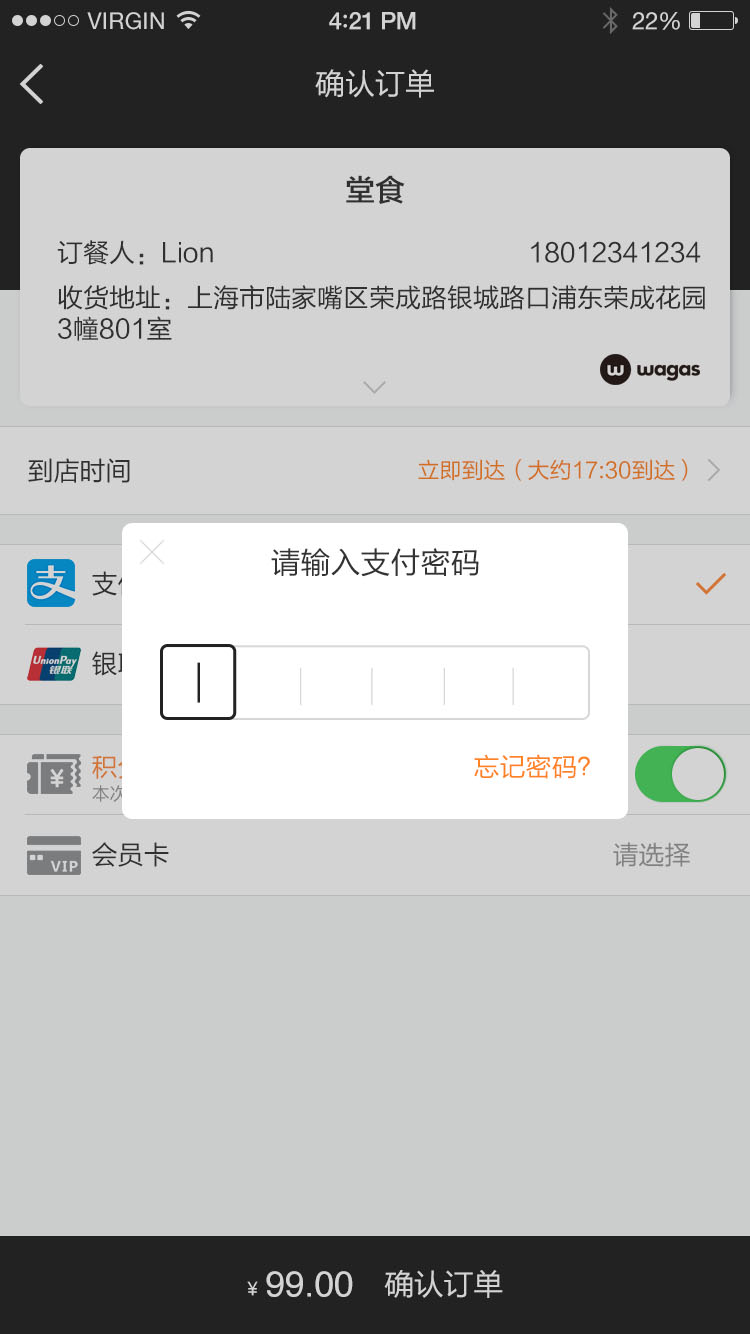 VIRGIN 4:21 PM 22%
确认订单
堂食
订餐人：Lion 18012341234
收货地址：上海市陆家嘴区荣成路银城路口浦东荣成花园
3幢801室
w wagas
到店时间 立即到达（大约17:30到达）
请输入支付密码
支 支
UnionPay 银联 银
忘记密码?
¥ 积
本次
VIP 会员卡 请选择
¥ 99.00 确认订单